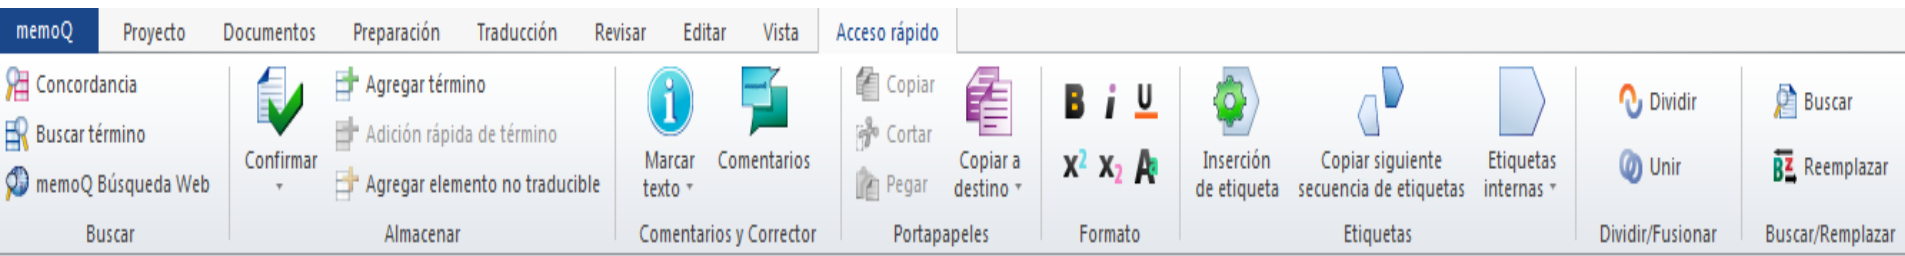 memoQ Proyecto Documentos Preparación Traducción Revisar Editar Vista Acceso rápido
Concordancia
Buscar término
memoQ Búsqueda Web
Buscar
Confirmar
Agregar término
Adición rápida de término
Agregar elemento no traducible
Almacenar
Marcar
texto
Comentarios
Comentarios y Corrector
Copiar
Cortar
Pegar
Copiar a
destino
Portapapeles
B i U
x² x₂ Aa
Formato
Inserción
de etiqueta
Copiar siguiente
secuencia de etiquetas
Etiquetas
internas
Etiquetas
Dividir
Unir
Dividir/Fusionar
Buscar
Reemplazar
Buscar/Remplazar